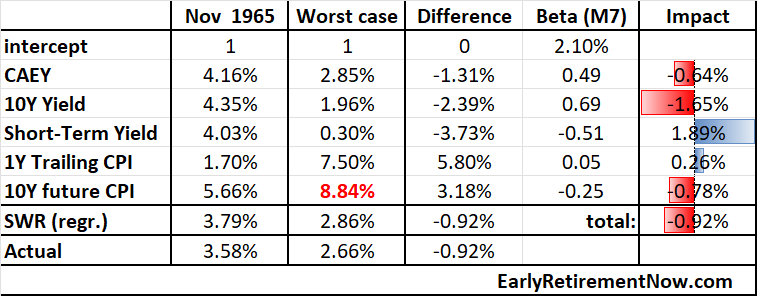 Nov 1965 Worst case Difference Beta (M7) Impact
intercept 1 1 0 2.10%
CAEY 4.16% 2.85% -1.31% 0.49 -0.64%
10Y Yield 4.35% 1.96% -2.39% 0.69 -1.65%
Short-Term Yield 4.03% 0.30% -3.73% -0.51 1.89%
1Y Trailing CPI 1.70% 7.50% 5.80% 0.05 0.26%
10Y future CPI 5.66% 8.84% 3.18% -0.25 -0.78%
SWR (regr.) 3.79% 2.86% -0.92% total: -0.92%
Actual 3.58% 2.66% -0.92%
EarlyRetirementNow.com